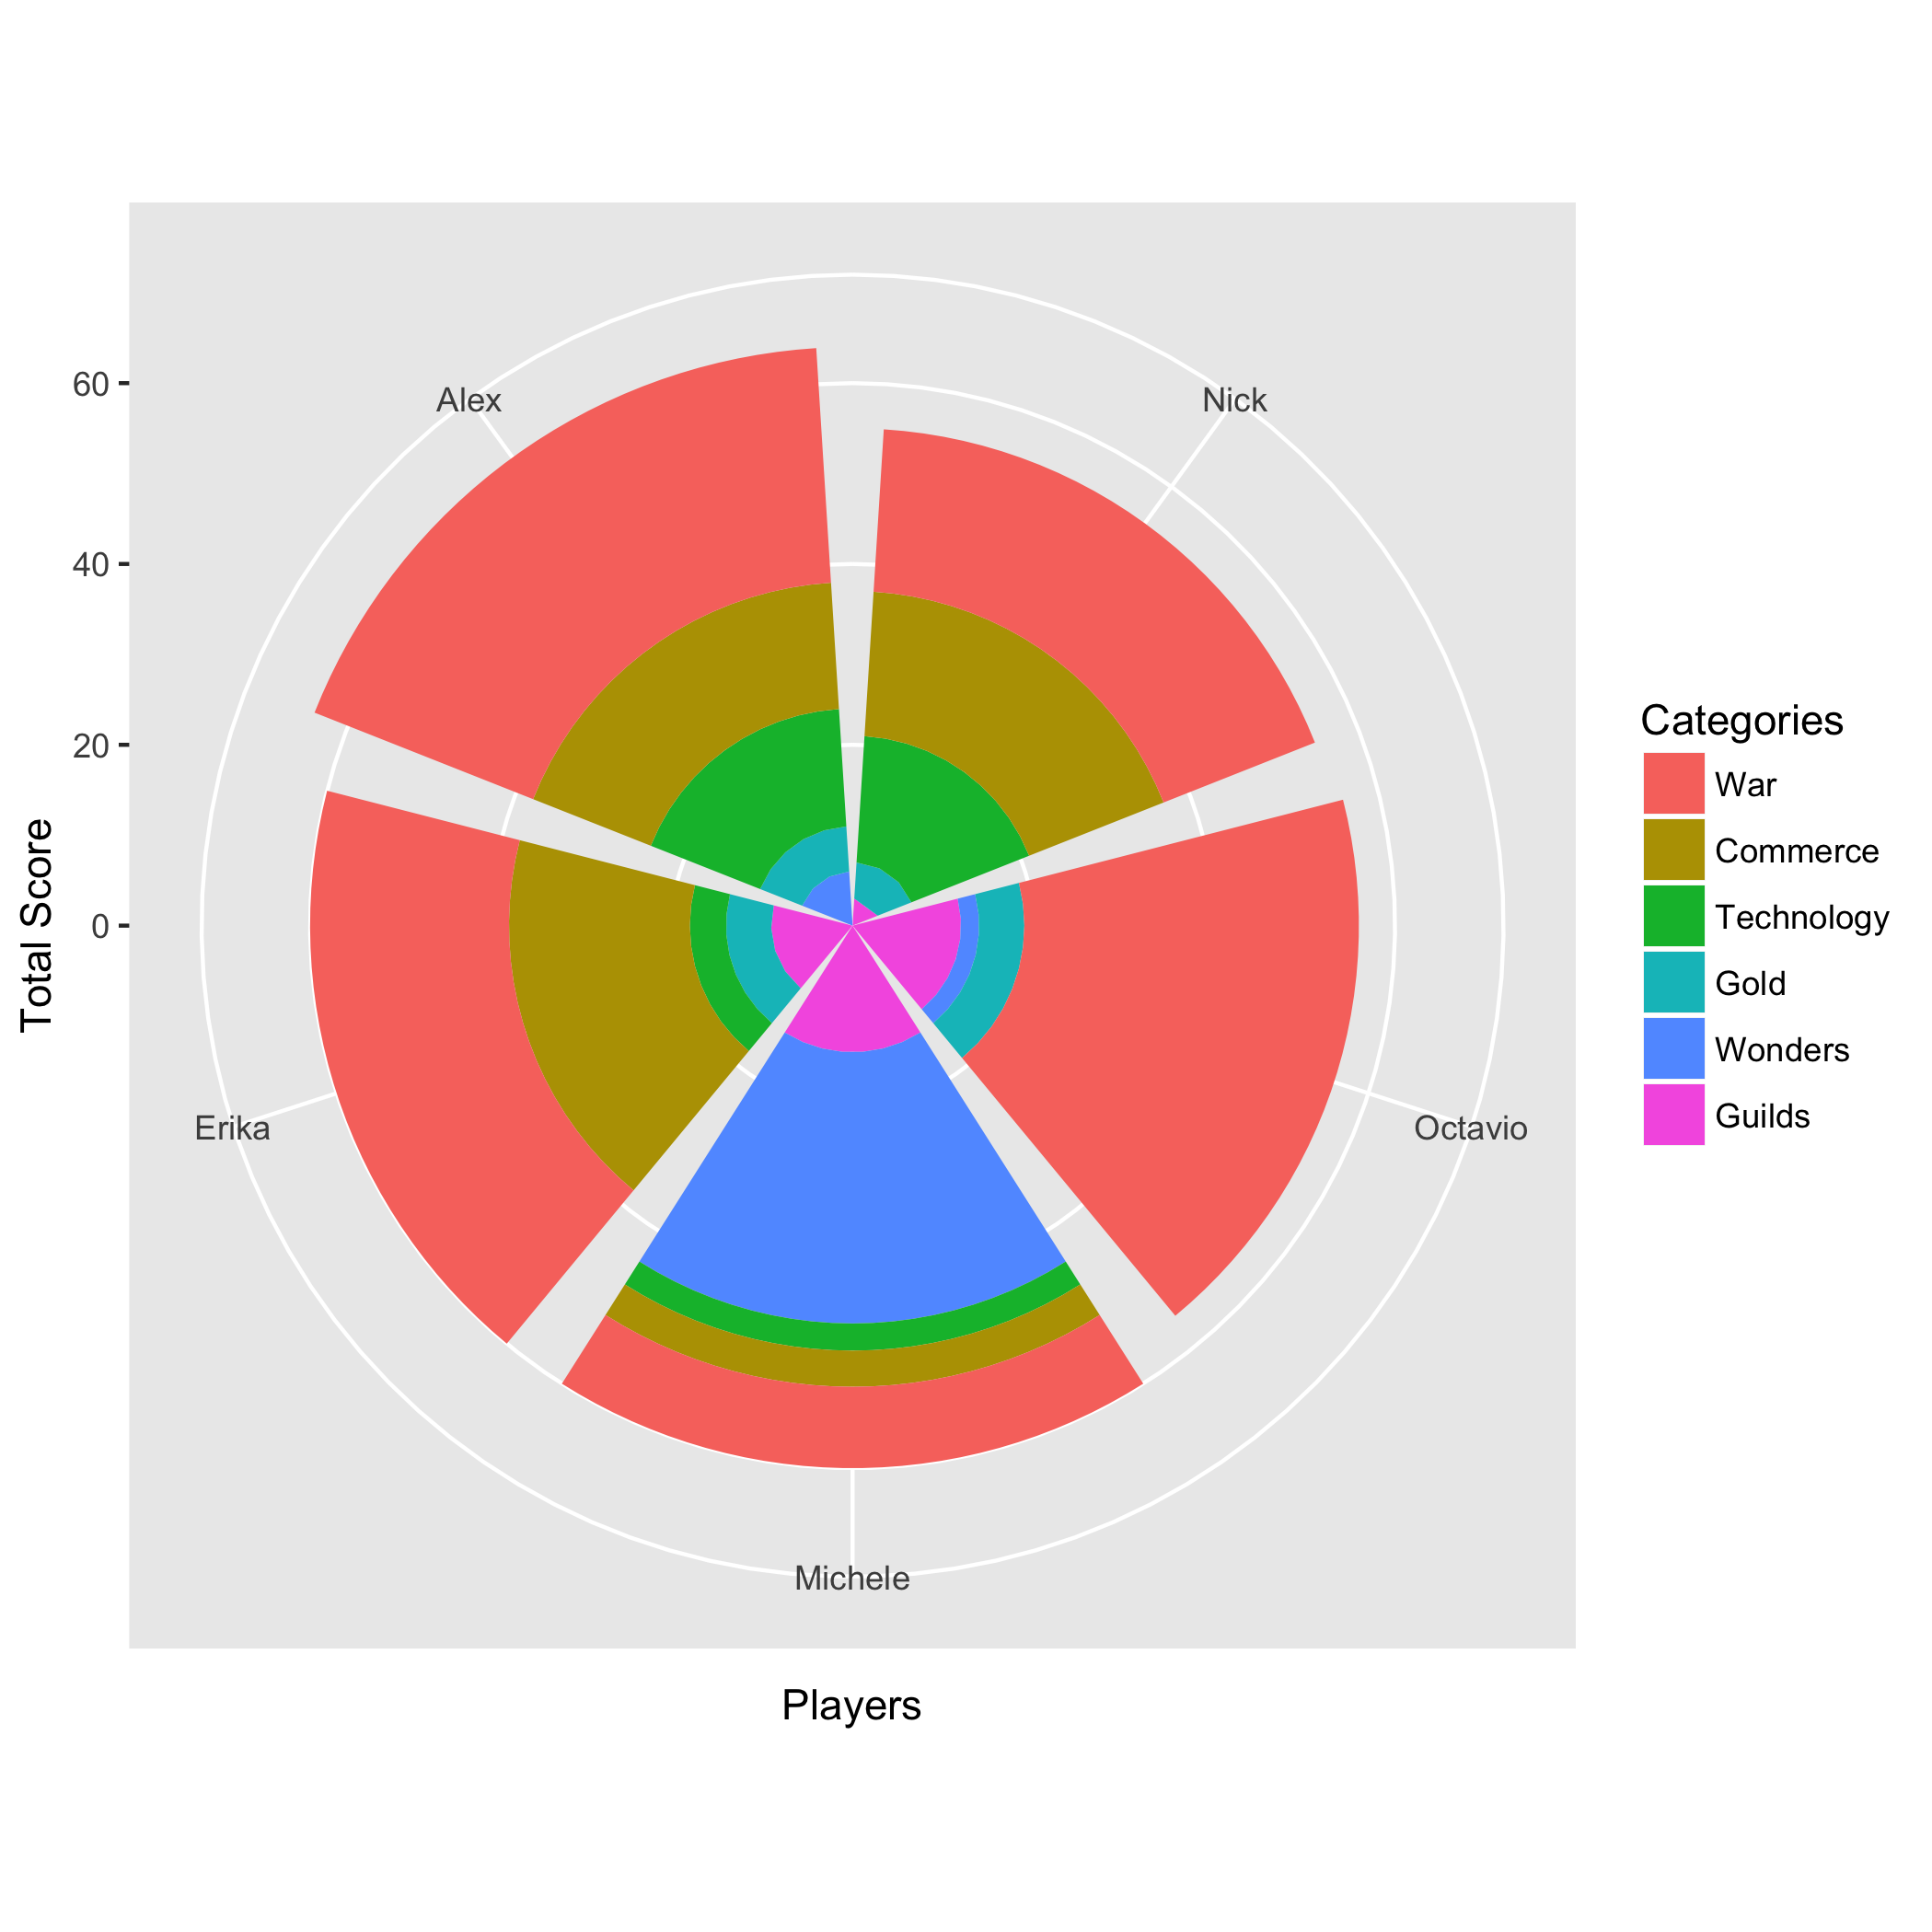 Alex
Nick
Erika
Octavio
Michele
60
40
20
0
Total Score
Players
Categories
War
Commerce
Technology
Gold
Wonders
Guilds